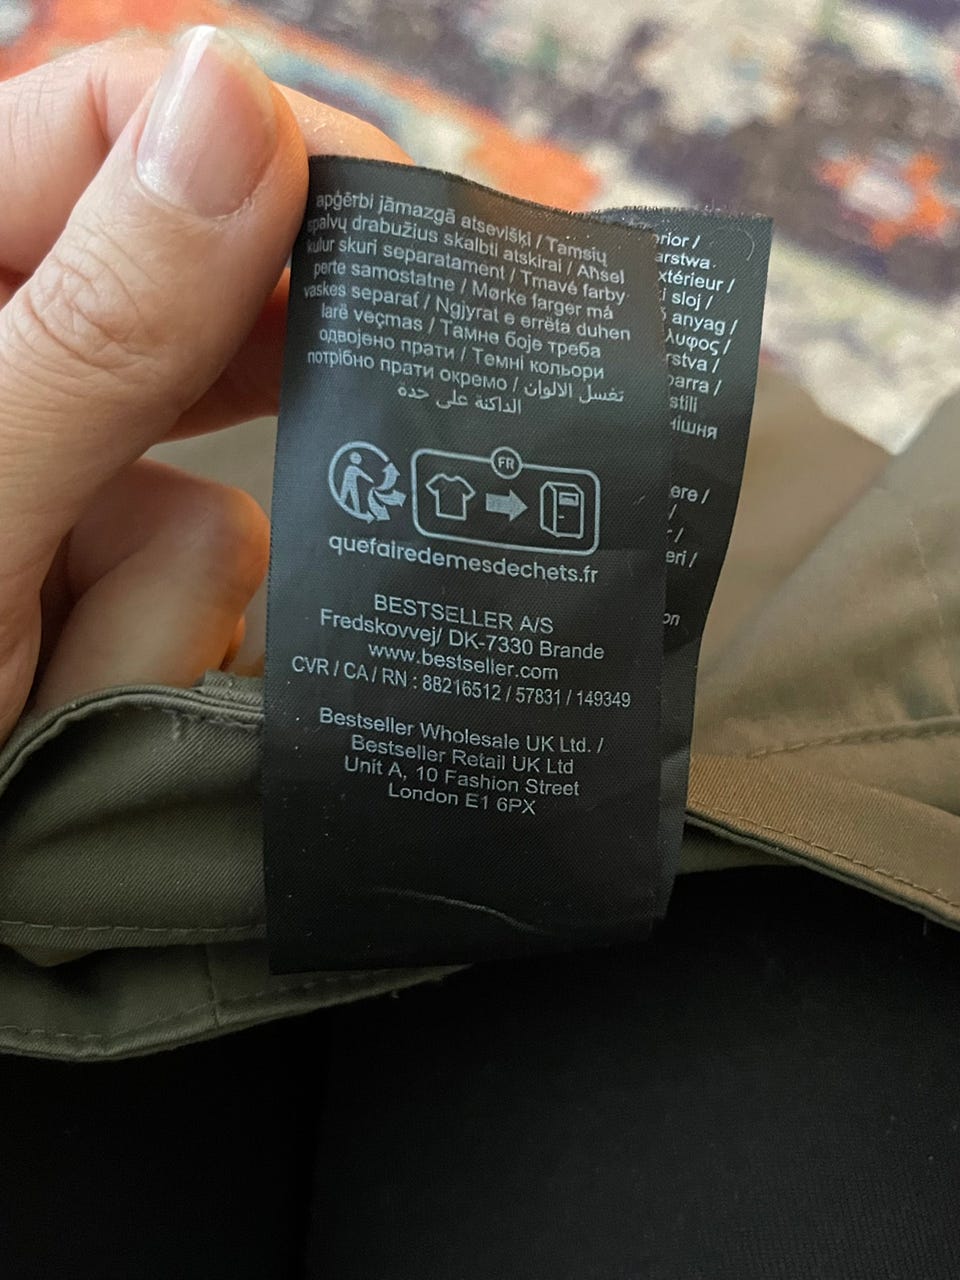 apģērbi jāmazgā atsevišķi / Tamsių
spalvų drabužius skalbti atskirai / Ahsel
kulur skuri separatament / Tmavé farby
perte samostatne / Mørke farger må
vaskes separat / Ngjyrat e errëta duhen
larë veçmas / Тамне боје треба
одвојено прати / Темні кольори
потрібно прати окремо / تغسل الالوان
الداكنة على حدة
FR
quefairedemesdechets.fr
BESTSELLER A/S
Fredskovvej/ DK-7330 Brande
www.bestseller.com
CVR / CA / RN : 88216512 / 57831 / 149349
Bestseller Wholesale UK Ltd. /
Bestseller Retail UK Ltd
Unit A, 10 Fashion Street
London E1 6PX
anyag /